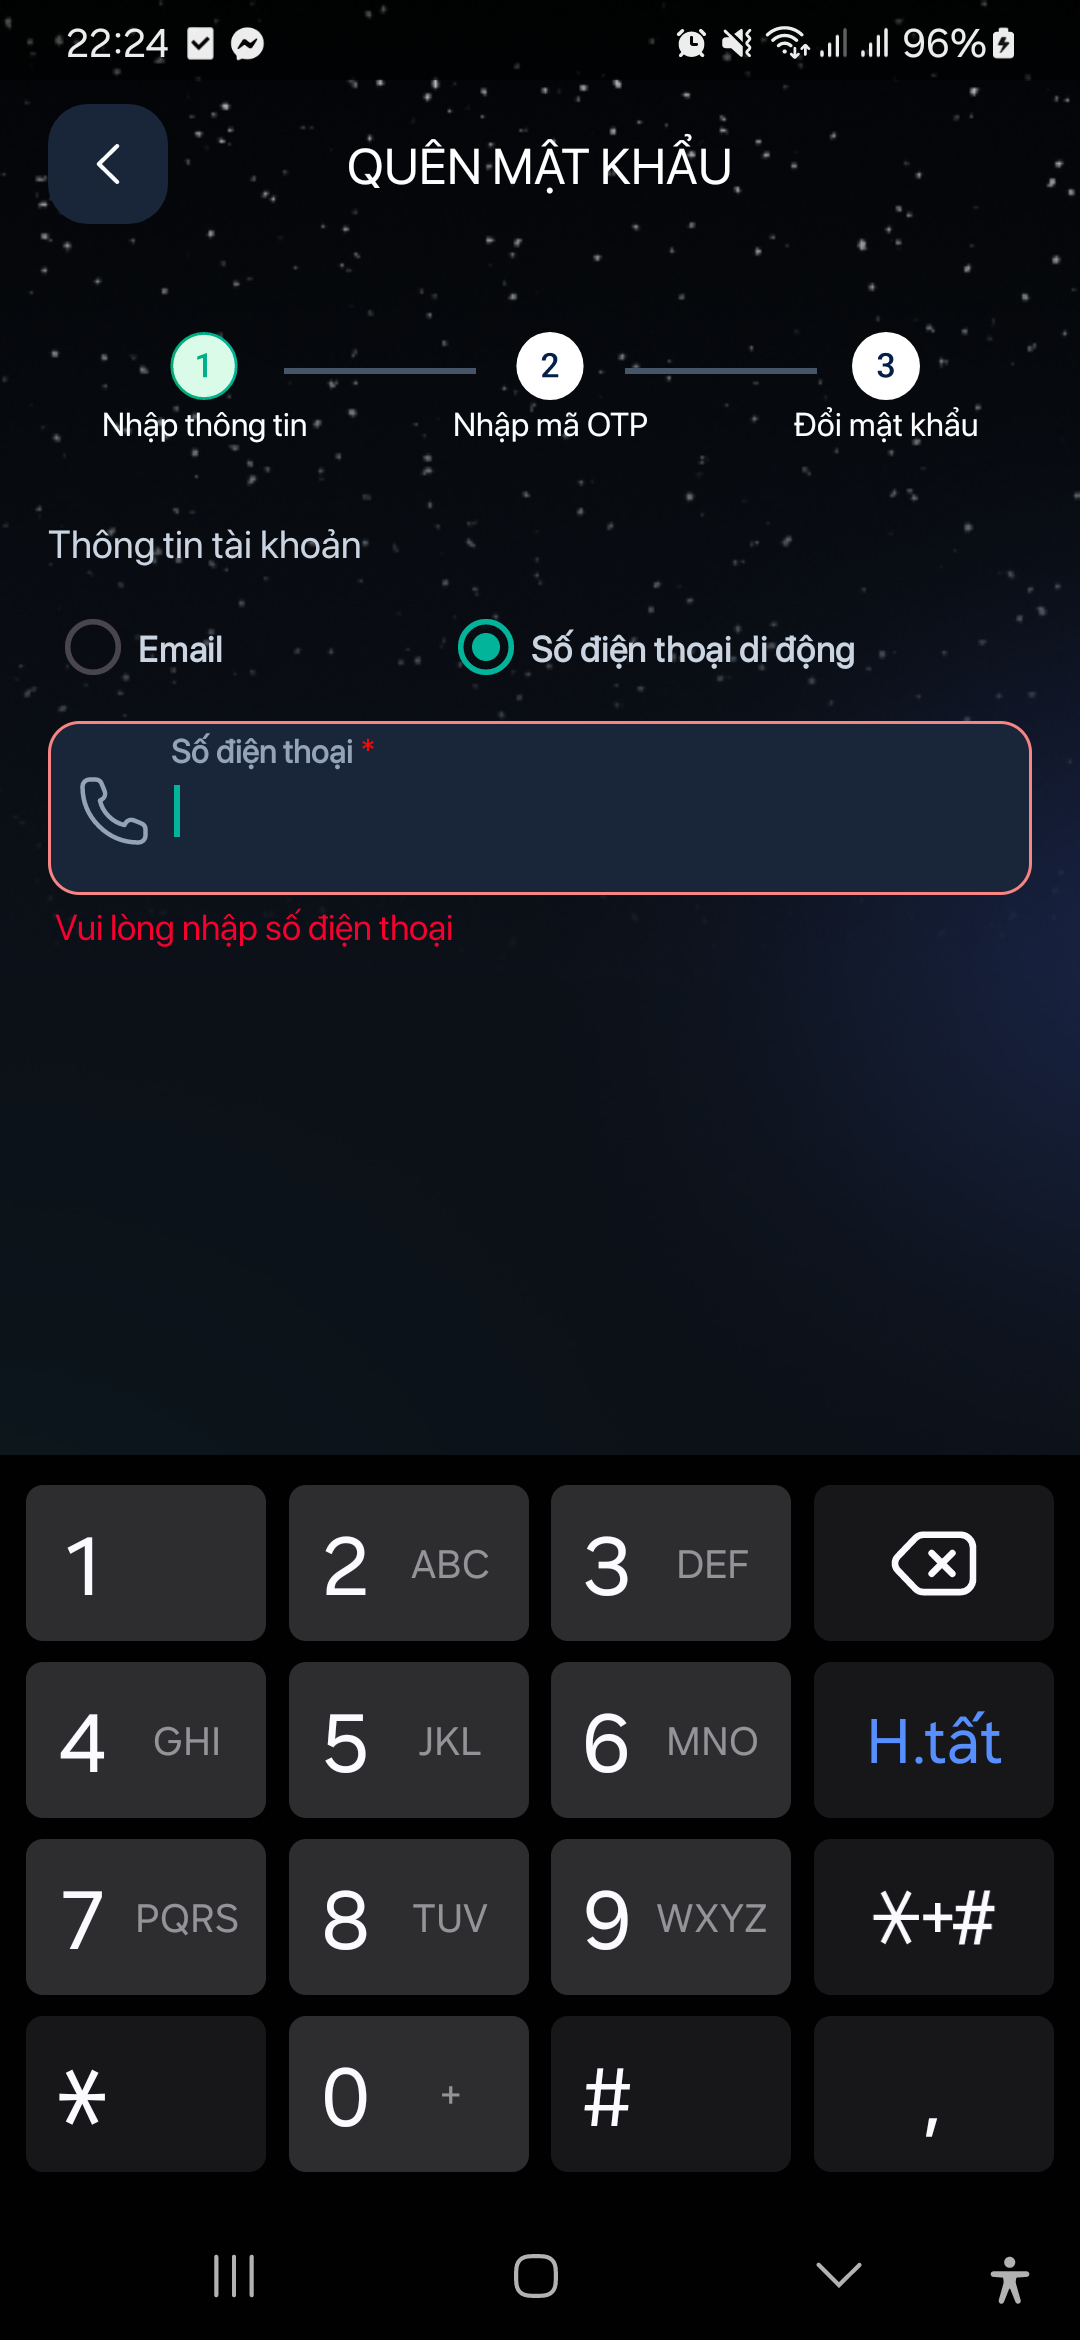 22:24 96%
QUÊN MẬT KHẨU
1 2 3
Nhập thông tin Nhập mã OTP Đổi mật khẩu
Thông tin tài khoản
Email Số điện thoại di động
Số điện thoại *
Vui lòng nhập số điện thoại
1 2 ABC 3 DEF
4 GHI 5 JKL 6 MNO H.tất
7 PQRS 8 TUV 9 WXYZ *+#
* 0 + # ,